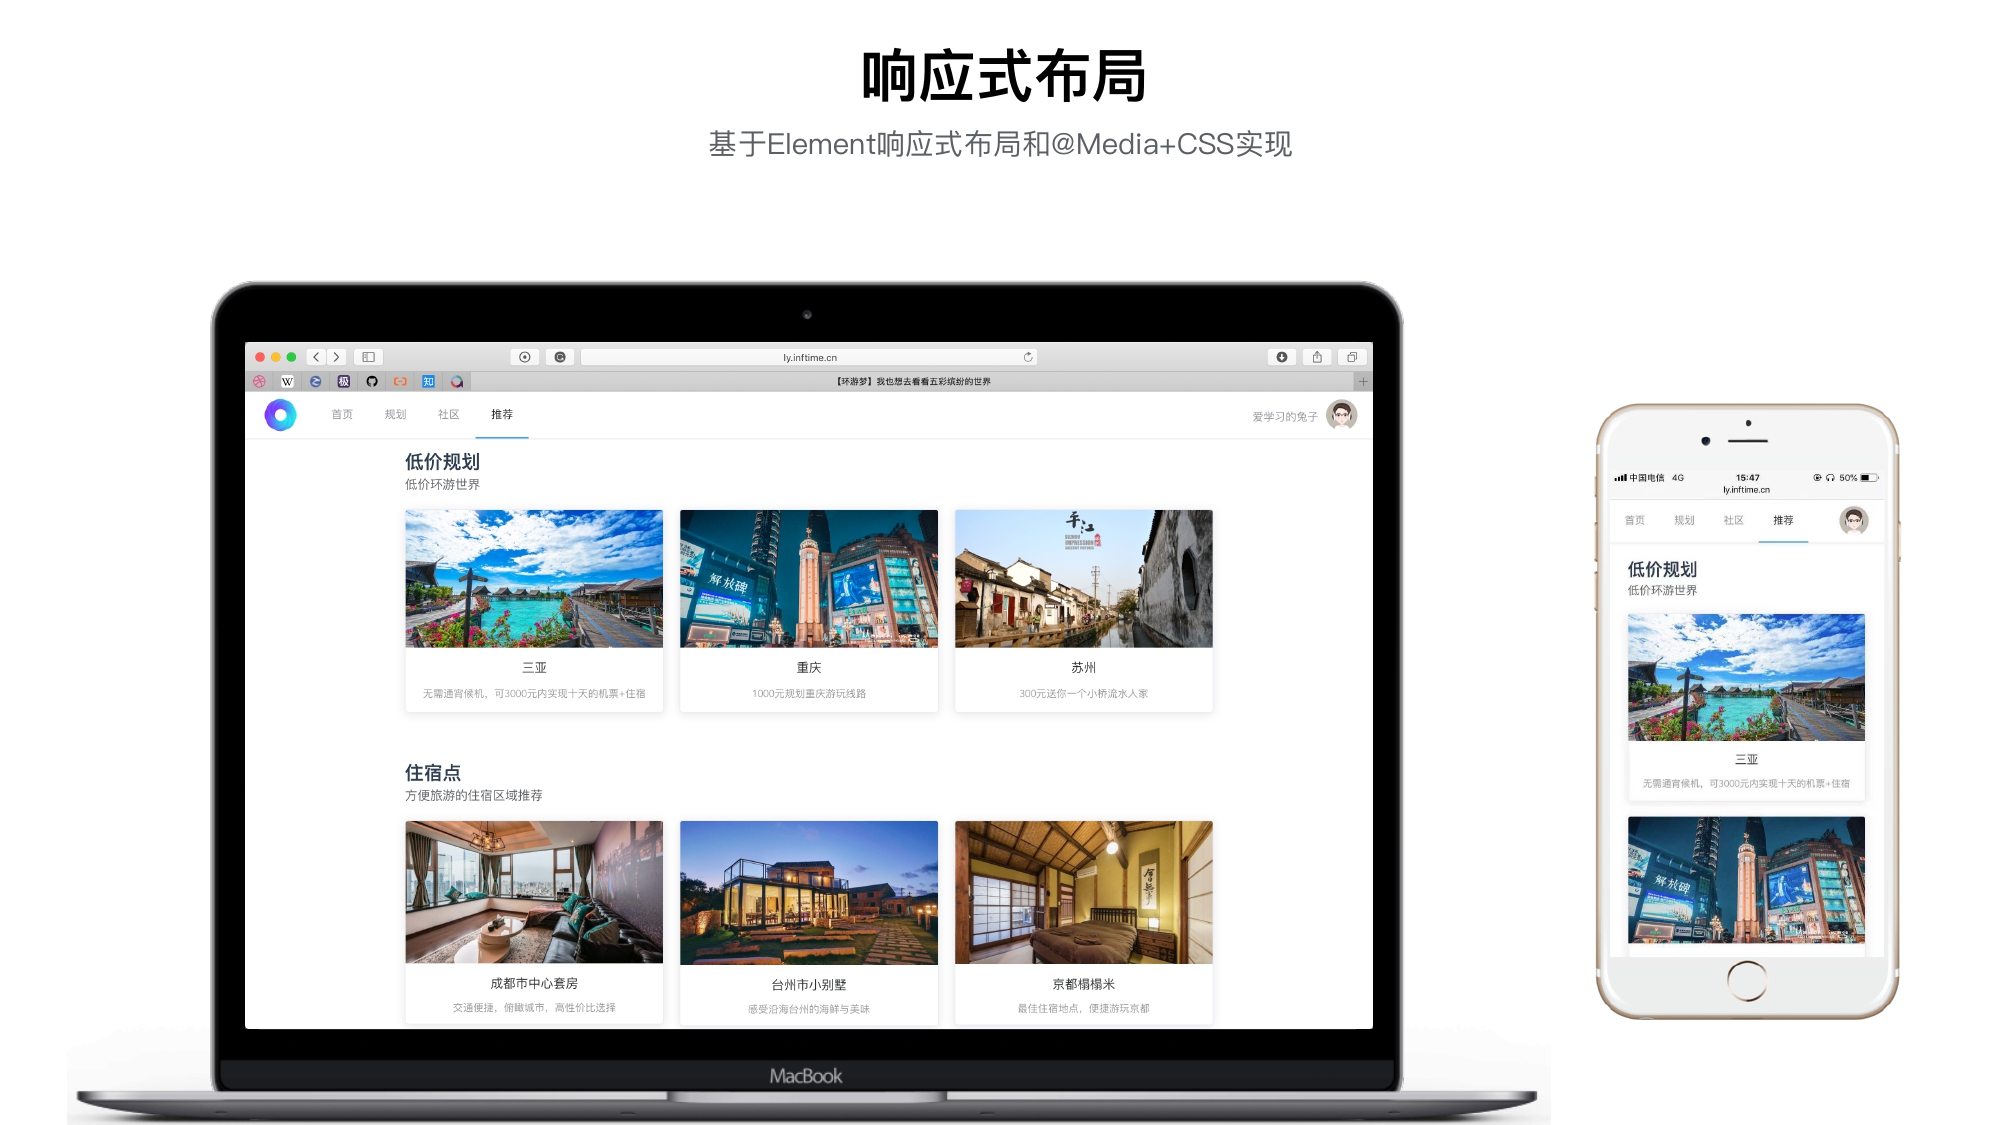 响应式布局
基于Element响应式布局和@Media+CSS实现
ly.inftime.cn
W
极
知
【环游梦】我也想去看看五彩缤纷的世界
首页 规划 社区 推荐
爱学习的兔子
低价规划
低价环游世界
解放碑
平江
三亚
重庆
苏州
无需通宵候机，可3000元内实现十天的机票+住宿
1000元规划重庆游玩线路
300元送你一个小桥流水人家
住宿点
方便旅游的住宿区域推荐
成都市中心套房
台州市小别墅
京都榻榻米
交通便捷，俯瞰城市，高性价比选择
感受沿海台州的海鲜与美味
最佳住宿地点，便捷游玩京都
MacBook
中国电信 4G
15:47
50%
ly.inftime.cn
首页 规划 社区 推荐
低价规划
低价环游世界
三亚
无需通宵候机，可3000元内实现十天的机票+住宿
解放碑